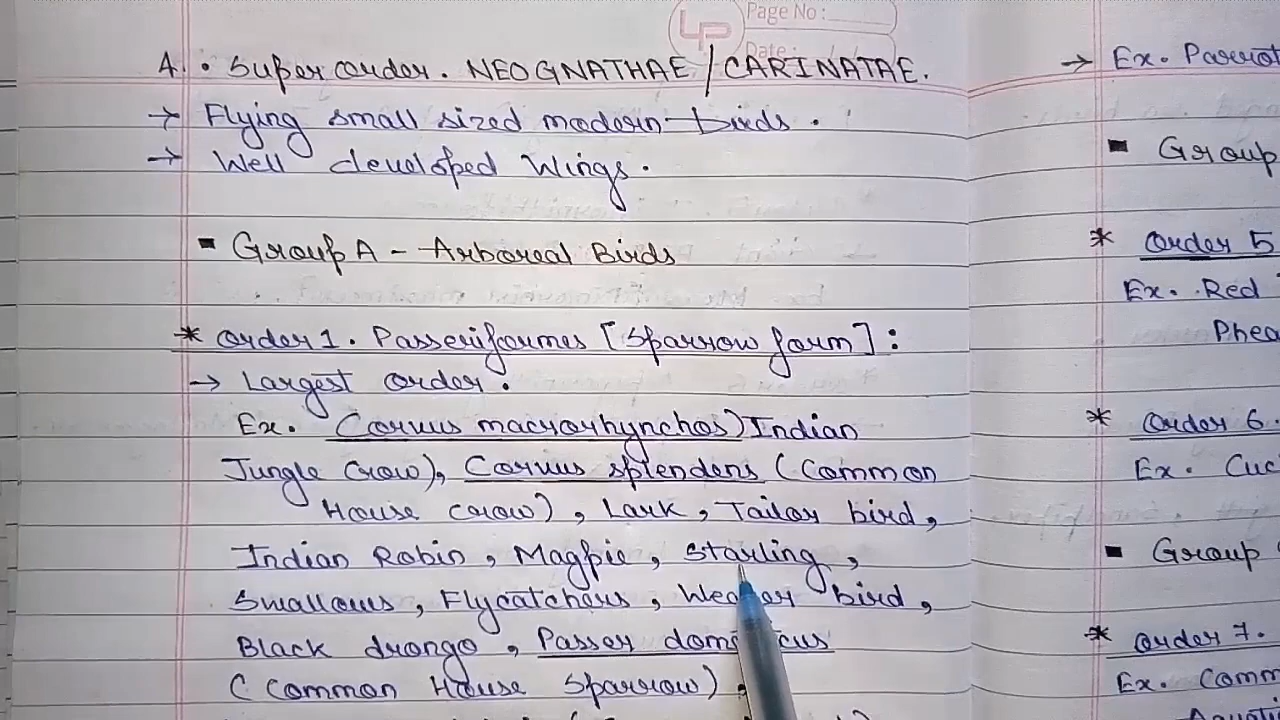 LP
Page No :
Date :
4. • Super order. NEOGNATHAE / CARINATAE.
→ Flying small sized modern birds.
→ Well developed Wings.
▪ Group A - Arboreal Birds
* Order 1. Passeriformes [Sparrow form] :
→ Largest order.
Ex. Corvus macrorhynchos) Indian
Jungle Crow), Corvus splendens (Common
House crow), Lark, Tailor bird,
Indian Robin, Magpie, Starling,
Swallows, Flycatchers, Weaver bird,
Black drongo, Passer domesticus
(Common House Sparrow),
→ Ex. Parrot
▪ Group
* Order 5
Ex. Red
Phea
* Order 6.
Ex. Cuc
▪ Group
* Order 7.
Ex. Comm